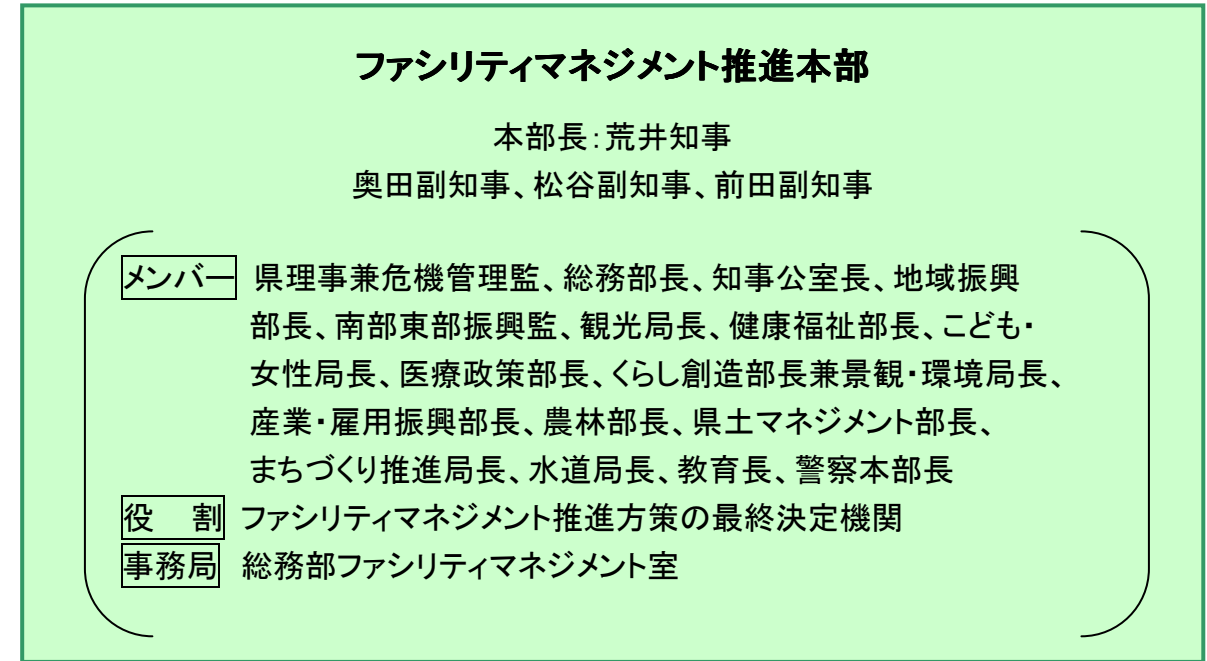 ファシリティマネジメント推進本部
本部長：荒井知事
奥田副知事、松谷副知事、前田副知事
メンバー 県理事兼危機管理監、総務部長、知事公室長、地域振興
部長、南部東部振興監、観光局長、健康福祉部長、こども・
女性局長、医療政策部長、くらし創造部長兼景観・環境局長、
産業・雇用振興部長、農林部長、県土マネジメント部長、
まちづくり推進局長、水道局長、教育長、警察本部長
役　割 ファシリティマネジメント推進方策の最終決定機関
事務局 総務部ファシリティマネジメント室